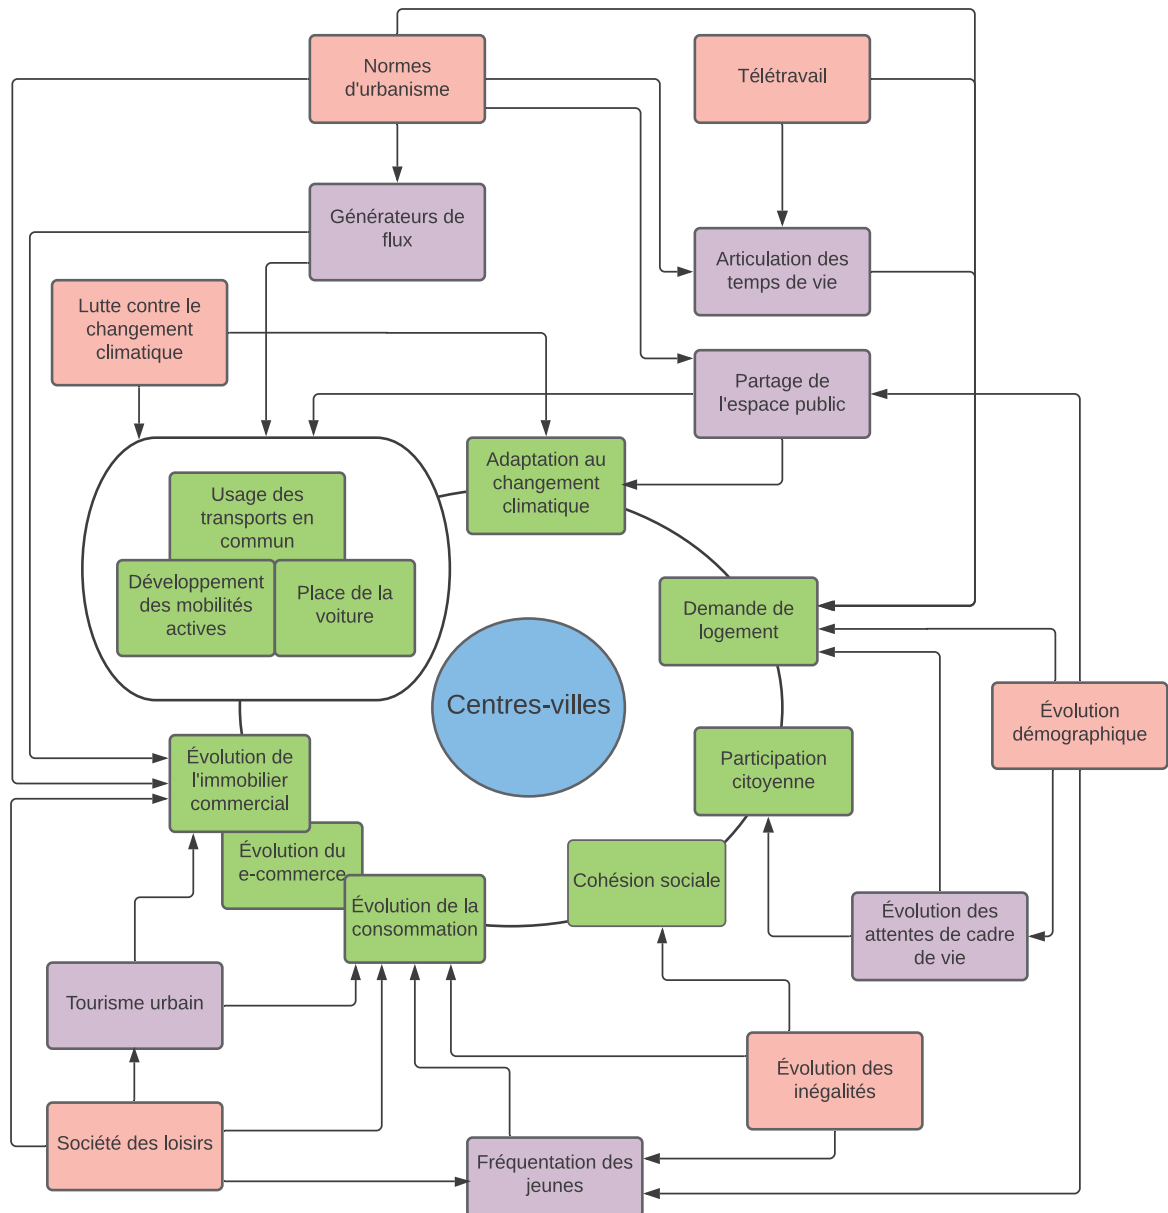 Normes
d'urbanisme
Télétravail
Générateurs de
flux
Articulation des
temps de vie
Lutte contre le
changement
climatique
Partage de
l'espace public
Adaptation au
changement
climatique
Usage des
transports en
commun
Développement
des mobilités
actives
Place de la
voiture
Demande de
logement
Centres-villes
Évolution
démographique
Évolution de
l'immobilier
commercial
Participation
citoyenne
Évolution du
e-commerce
Cohésion sociale
Évolution de la
consommation
Évolution des
attentes de cadre
de vie
Tourisme urbain
Évolution des
inégalités
Société des loisirs
Fréquentation des
jeunes